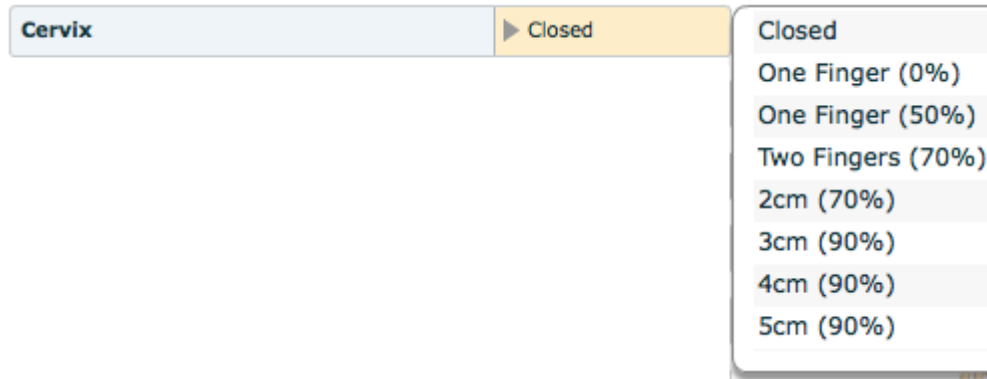 Cervix
Closed
Closed
One Finger (0%)
One Finger (50%)
Two Fingers (70%)
2cm (70%)
3cm (90%)
4cm (90%)
5cm (90%)